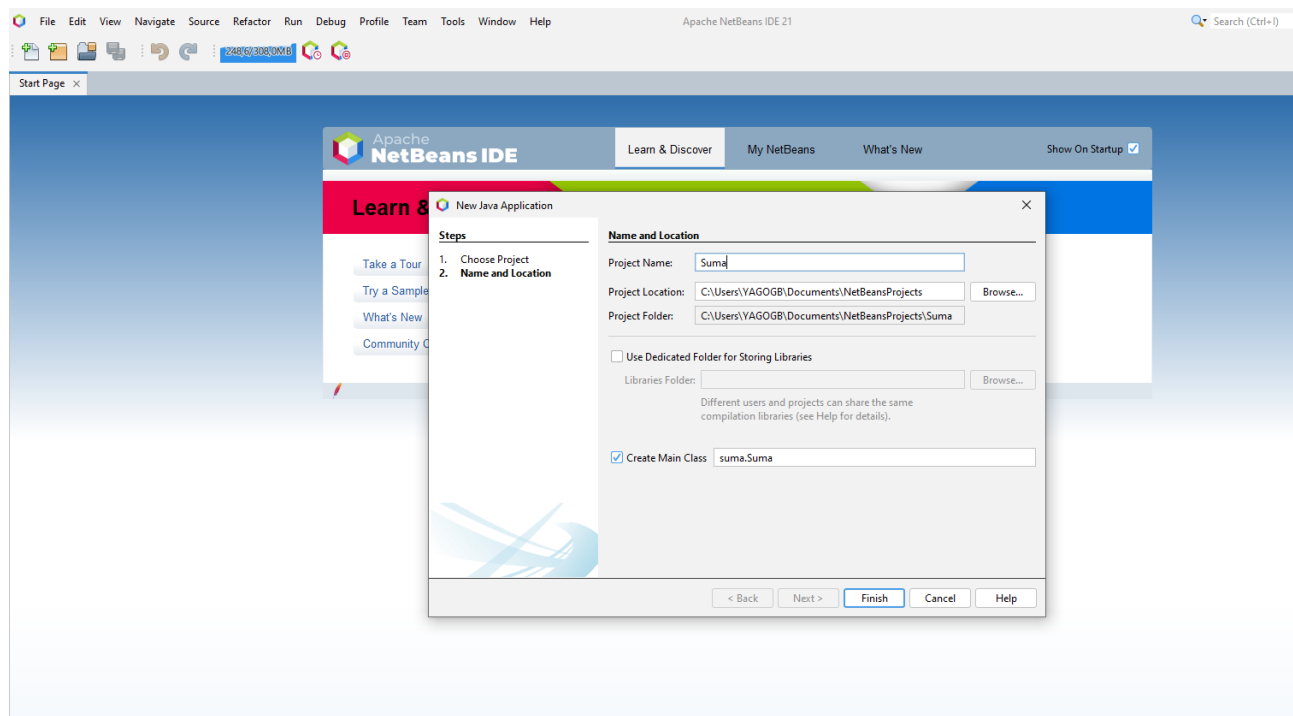 File Edit View Navigate Source Refactor Run Debug Profile Team Tools Window Help Apache NetBeans IDE 21 Search (Ctrl+I)
248,6/308,0MB
Start Page
Apache
NetBeans IDE
Learn & Discover My NetBeans What's New Show On Startup
Learn &
New Java Application
Steps
1. Choose Project
2. Name and Location
Name and Location
Project Name: Suma
Project Location: C:\Users\YAGOGB\Documents\NetBeansProjects Browse...
Project Folder: C:\Users\YAGOGB\Documents\NetBeansProjects\Suma
Use Dedicated Folder for Storing Libraries
Libraries Folder: Browse...
Different users and projects can share the same
compilation libraries (see Help for details).
Create Main Class suma.Suma
< Back Next > Finish Cancel Help
Take a Tour
Try a Sample
What's New
Community